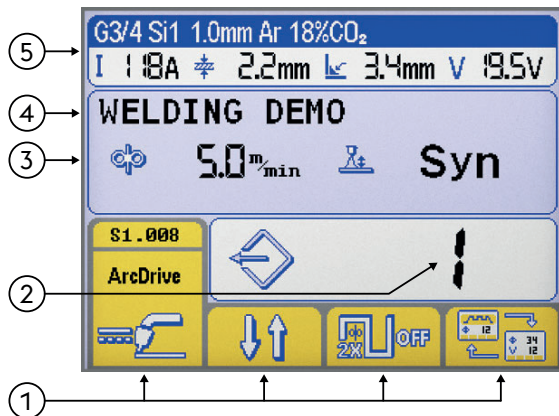 G3/4 Si1 1.0mm Ar 18%CO₂
I 118A 2.2mm 3.4mm V 19.5V
WELDING DEMO
5.0 m/min Syn
S1.008
ArcDrive
1
2X OFF
12
34
V 12
5
4
3
2
1